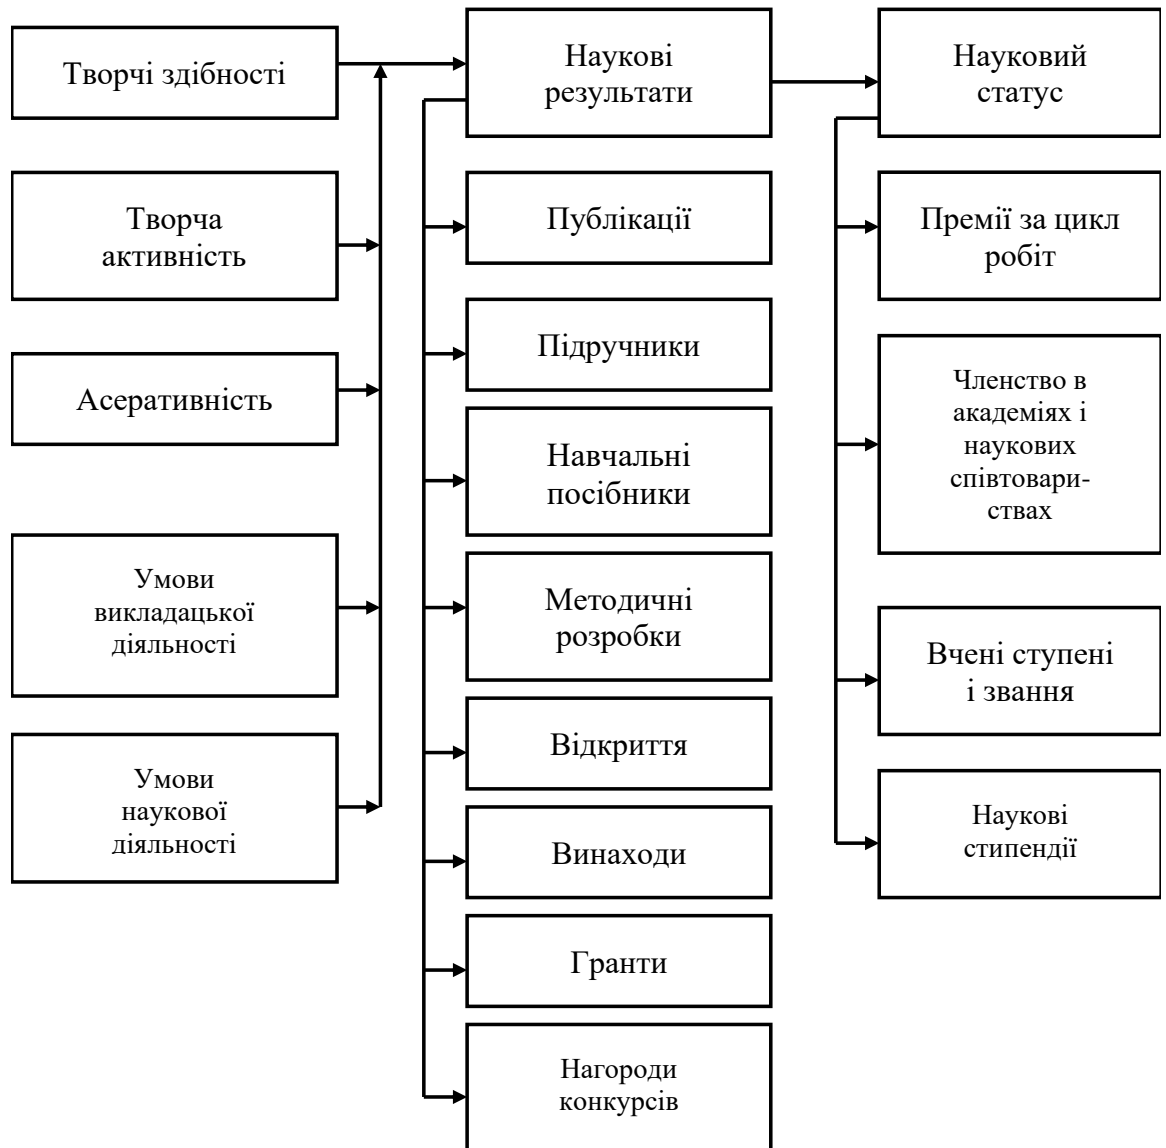 Творчі здібності
Творча
активність
Асеративність
Умови
викладацької
діяльності
Умови
наукової
діяльності
Наукові
результати
Публікації
Підручники
Навчальні
посібники
Методичні
розробки
Відкриття
Винаходи
Гранти
Нагороди
конкурсів
Науковий
статус
Премії за цикл
робіт
Членство в
академіях і
наукових
співтовари-
ствах
Вчені ступені
і звання
Наукові
стипендії